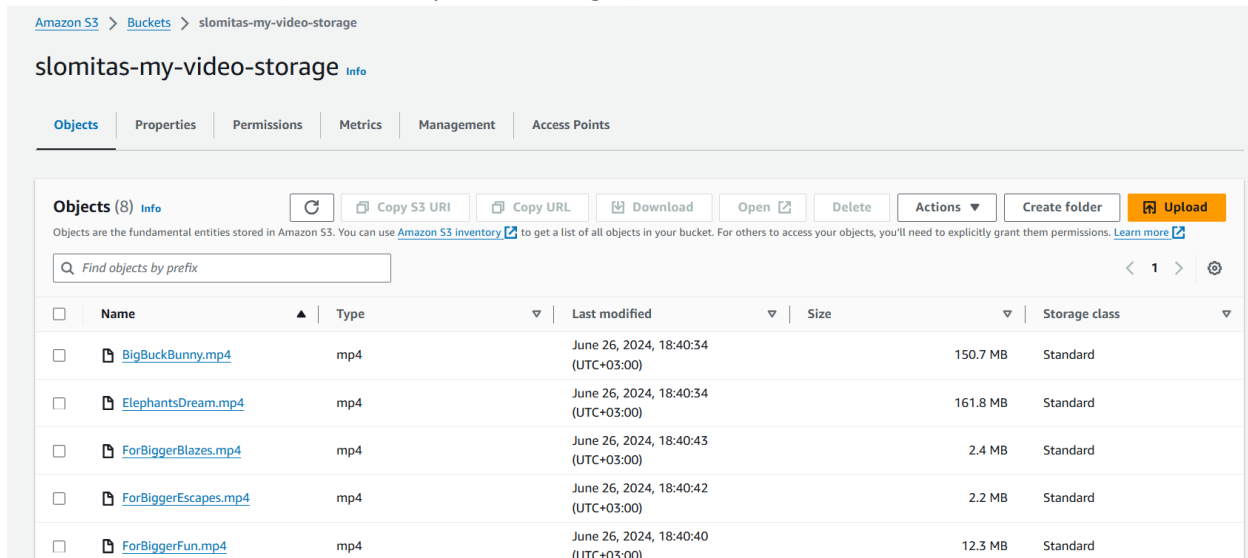 Amazon S3 > Buckets > slomitas-my-video-storage
slomitas-my-video-storage Info
Objects Properties Permissions Metrics Management Access Points
Objects (8) Info Copy S3 URI Copy URL Download Open Delete Actions Create folder Upload
Objects are the fundamental entities stored in Amazon S3. You can use Amazon S3 inventory to get a list of all objects in your bucket. For others to access your objects, you'll need to explicitly grant them permissions. Learn more
Find objects by prefix < 1 >
Name Type Last modified Size Storage class
BigBuckBunny.mp4 mp4 June 26, 2024, 18:40:34 (UTC+03:00) 150.7 MB Standard
ElephantsDream.mp4 mp4 June 26, 2024, 18:40:34 (UTC+03:00) 161.8 MB Standard
ForBiggerBlazes.mp4 mp4 June 26, 2024, 18:40:43 (UTC+03:00) 2.4 MB Standard
ForBiggerEscapes.mp4 mp4 June 26, 2024, 18:40:42 (UTC+03:00) 2.2 MB Standard
ForBiggerFun.mp4 mp4 June 26, 2024, 18:40:40 (UTC+03:00) 12.3 MB Standard